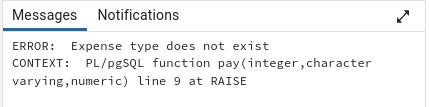 Messages Notifications
ERROR:  Expense type does not exist
CONTEXT:  PL/pgSQL function pay(integer,character
varying,numeric) line 9 at RAISE